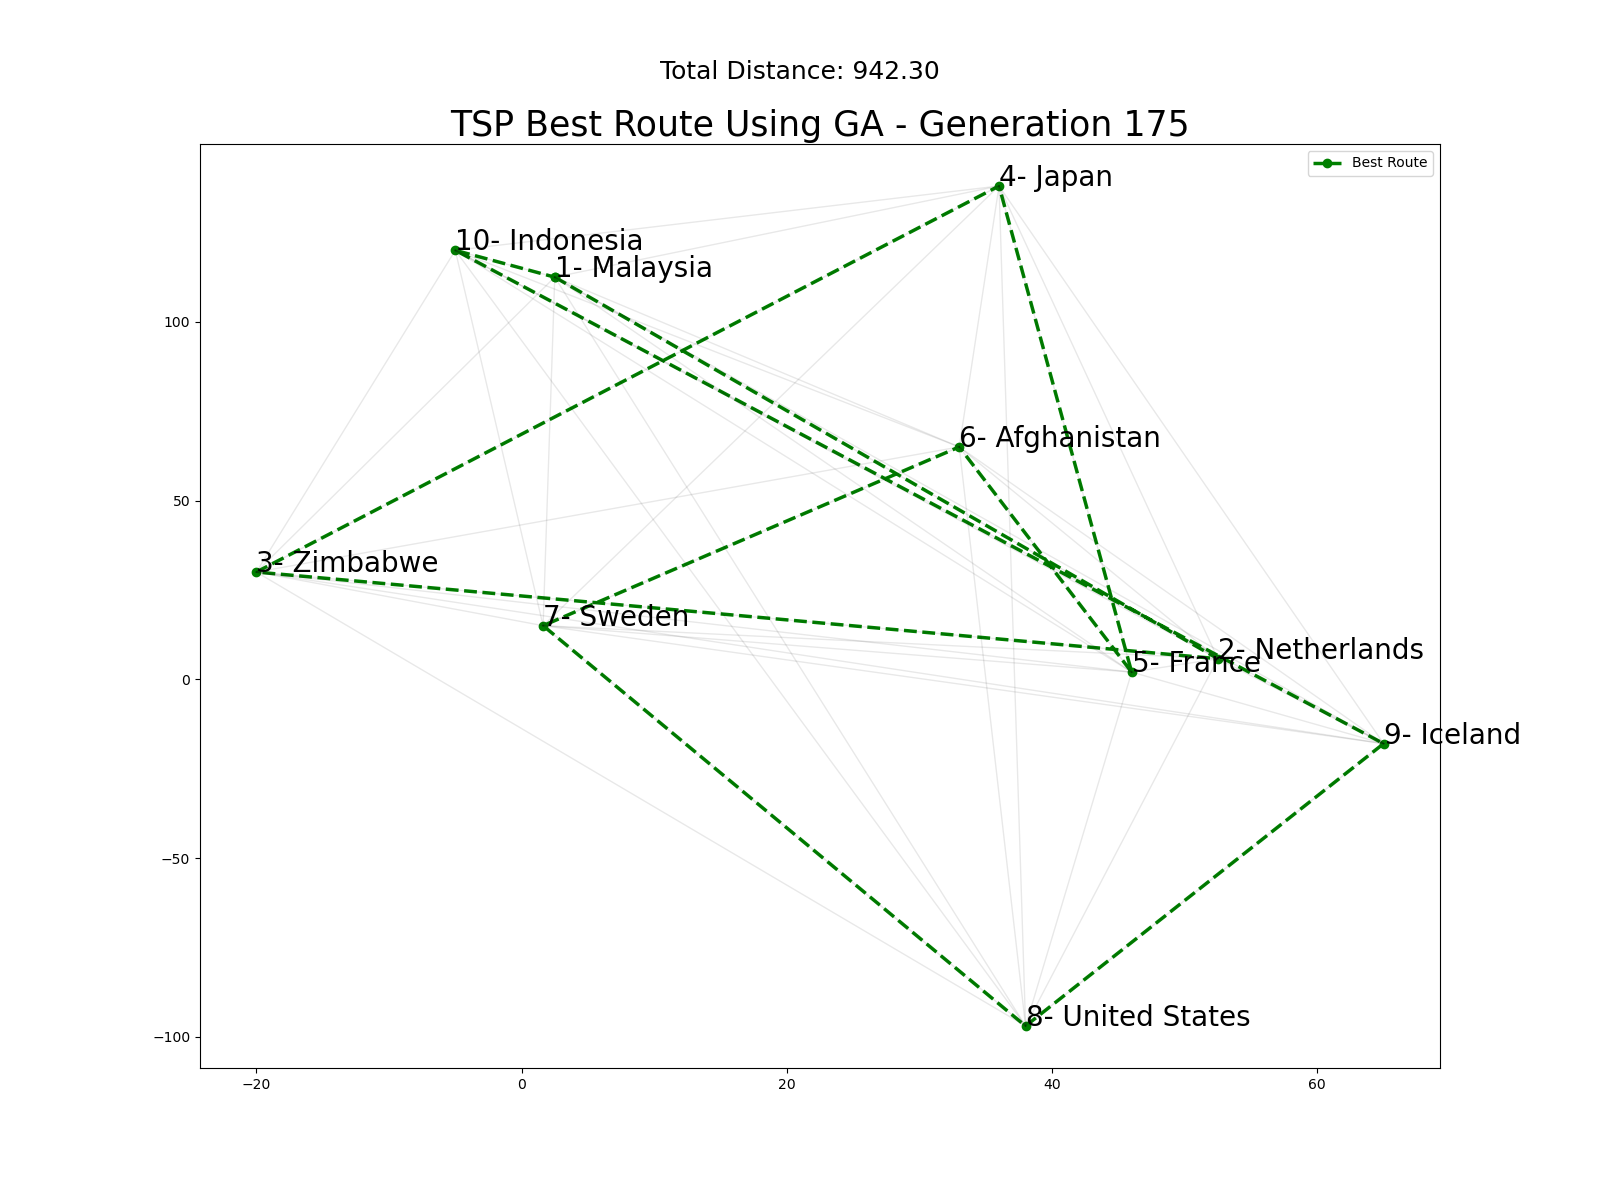 Total Distance: 942.30
TSP Best Route Using GA - Generation 175
Best Route
4- Japan
10- Indonesia
1- Malaysia
6- Afghanistan
3- Zimbabwe
7- Sweden
2- Netherlands
5- France
9- Iceland
8- United States
100
50
0
−50
−100
−20
0
20
40
60